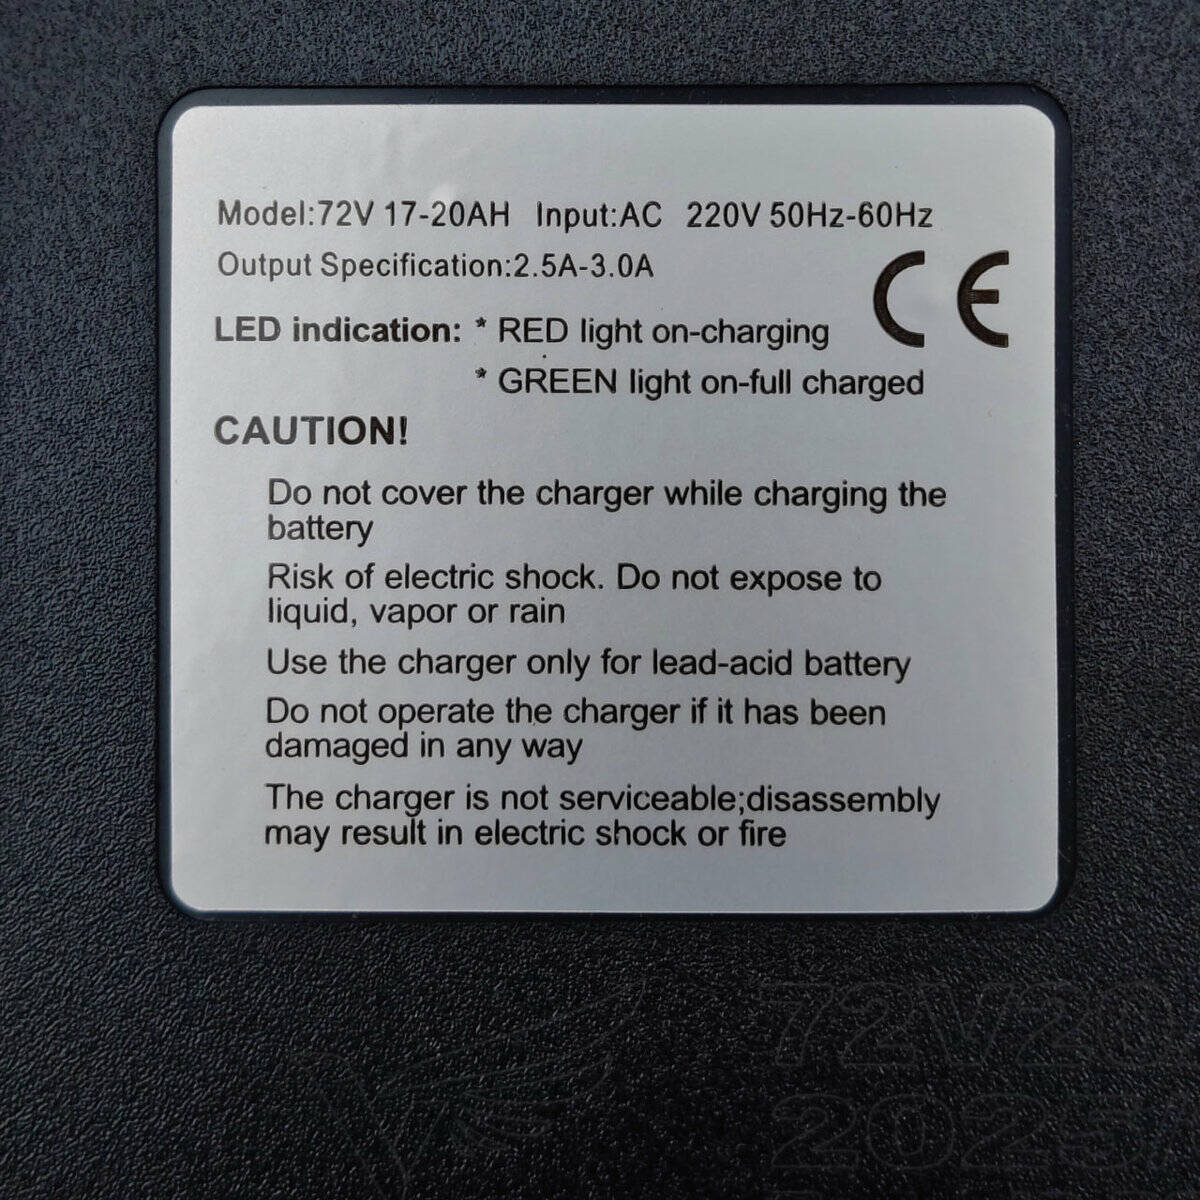 Model:72V 17-20AH Input:AC 220V 50Hz-60Hz
Output Specification:2.5A-3.0A
CE
LED indication: * RED light on-charging
* GREEN light on-full charged
CAUTION!
Do not cover the charger while charging the
battery
Risk of electric shock. Do not expose to
liquid, vapor or rain
Use the charger only for lead-acid battery
Do not operate the charger if it has been
damaged in any way
The charger is not serviceable;disassembly
may result in electric shock or fire
72V20